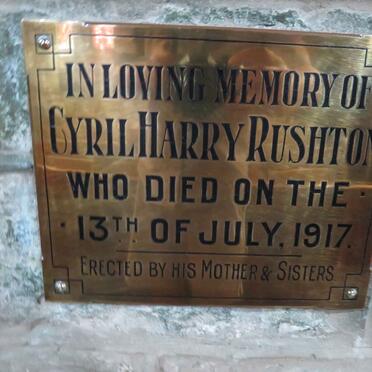 IN LOVING MEMORY OF
CYRIL HARRY RUSHTON
WHO DIED ON THE
· 13TH OF JULY, 1917. ·
ERECTED BY HIS MOTHER & SISTERS